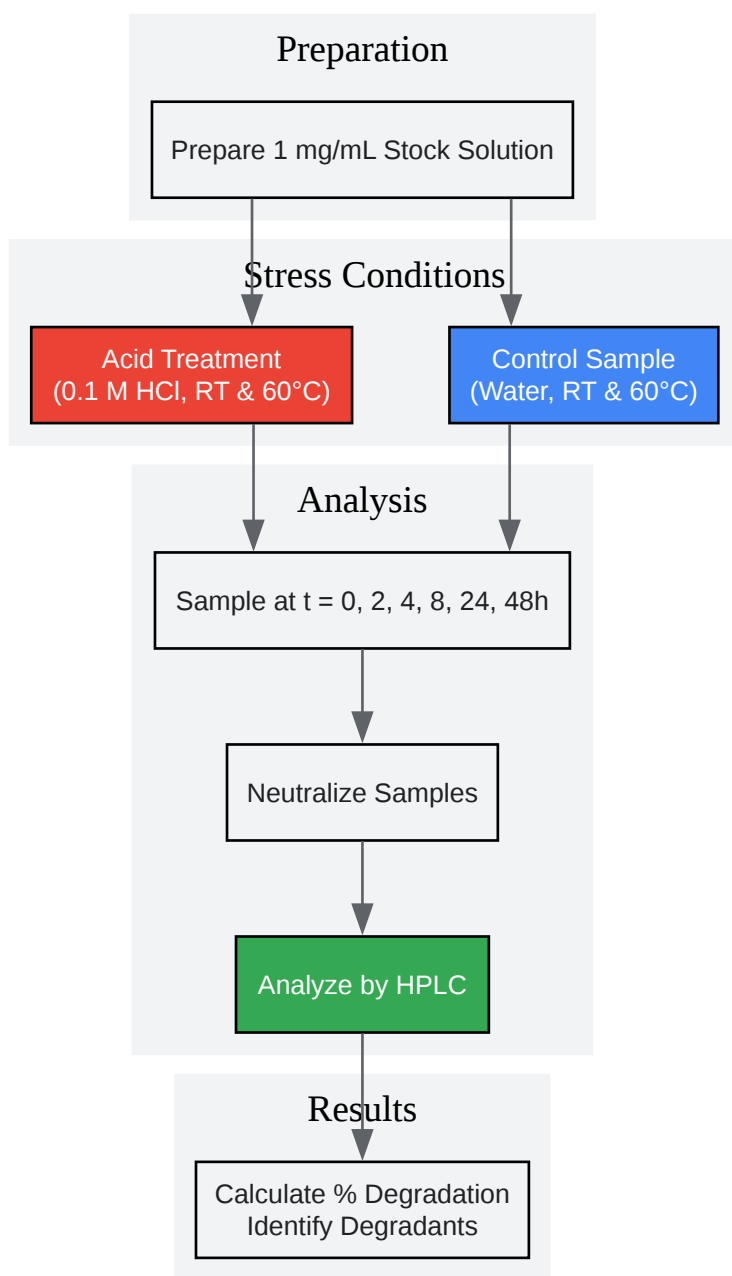 Preparation
Prepare 1 mg/mL Stock Solution
Stress Conditions
Acid Treatment
(0.1 M HCl, RT & 60°C)
Control Sample
(Water, RT & 60°C)
Analysis
Sample at t = 0, 2, 4, 8, 24, 48h
Neutralize Samples
Analyze by HPLC
Results
Calculate % Degradation
Identify Degradants